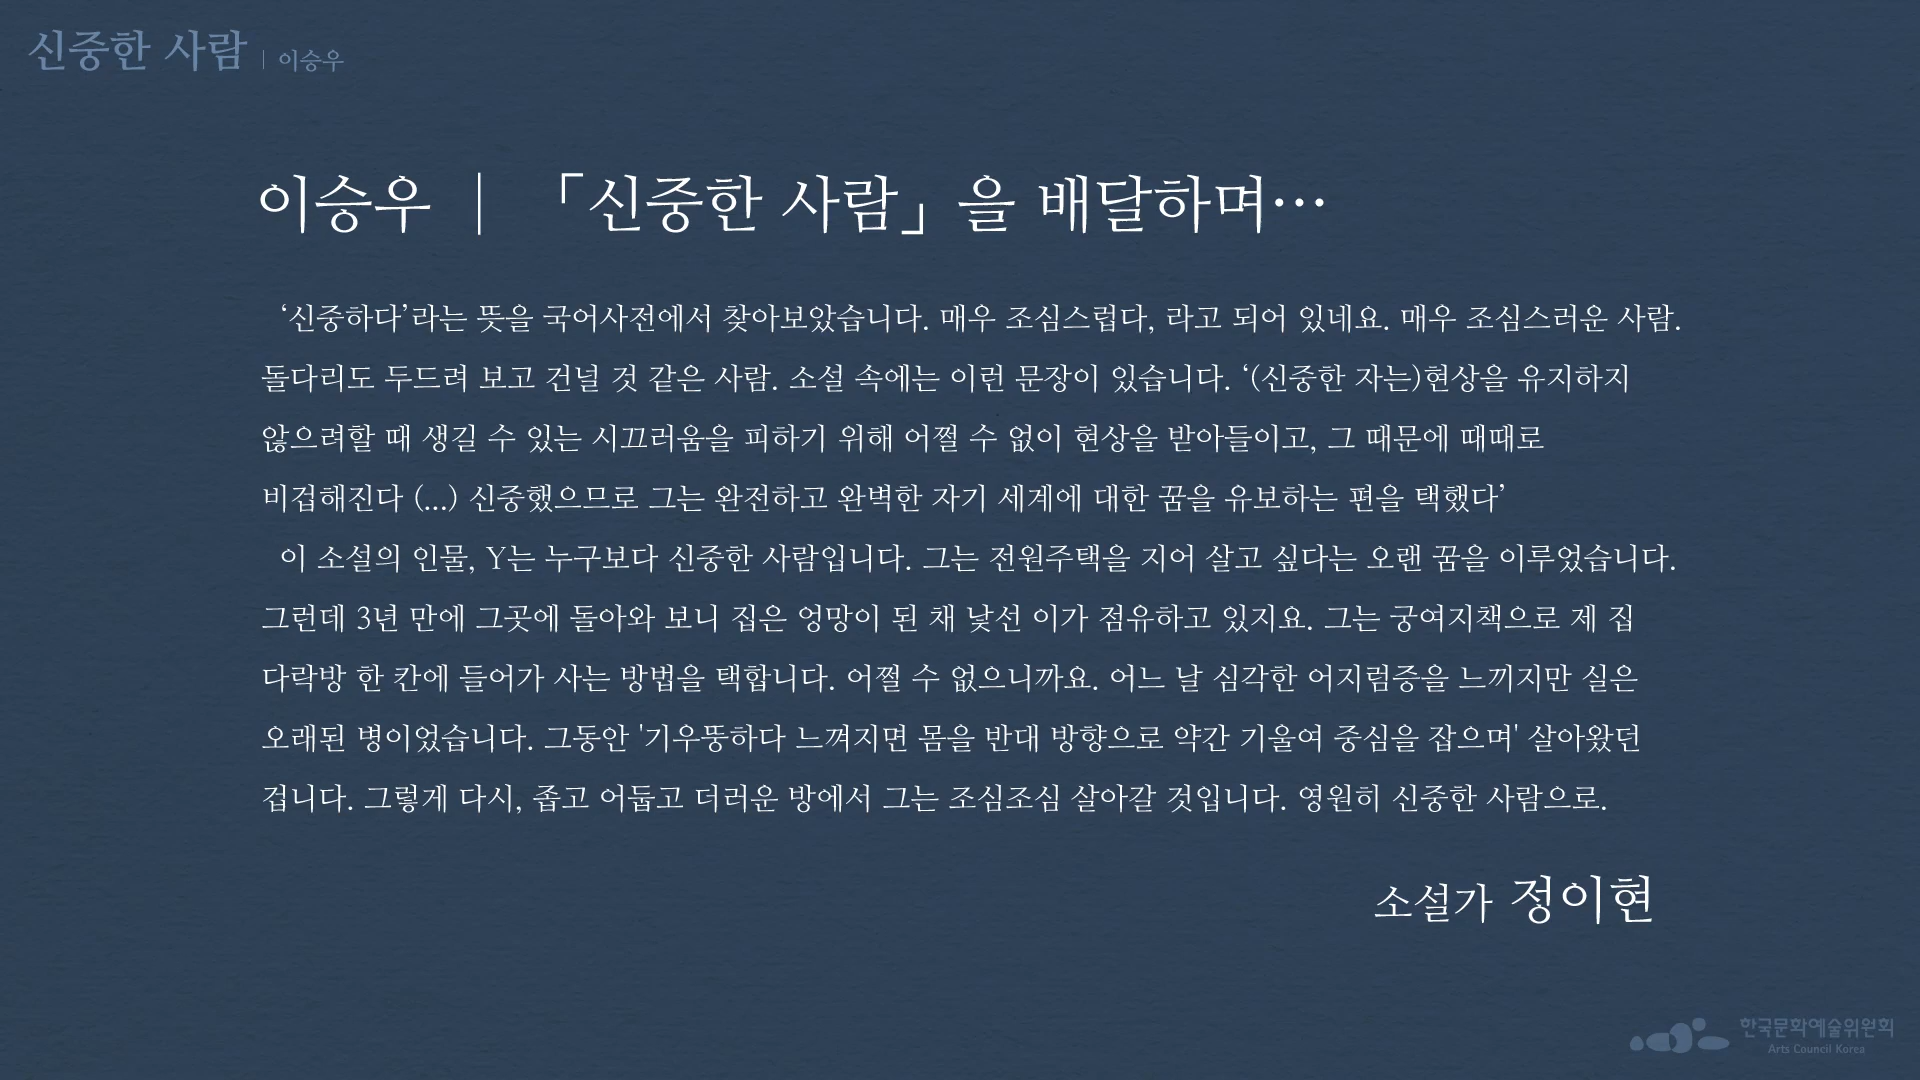 신중한 사람 | 이승우
이승우 | 「신중한 사람」을 배달하며…
‘신중하다’라는 뜻을 국어사전에서 찾아보았습니다. 매우 조심스럽다, 라고 되어 있네요. 매우 조심스러운 사람.
돌다리도 두드려 보고 건널 것 같은 사람. 소설 속에는 이런 문장이 있습니다. ‘(신중한 자는)현상을 유지하지
않으려할 때 생길 수 있는 시끄러움을 피하기 위해 어쩔 수 없이 현상을 받아들이고, 그 때문에 때때로
비겁해진다 (...) 신중했으므로 그는 완전하고 완벽한 자기 세계에 대한 꿈을 유보하는 편을 택했다’
이 소설의 인물, Y는 누구보다 신중한 사람입니다. 그는 전원주택을 지어 살고 싶다는 오랜 꿈을 이루었습니다.
그런데 3년 만에 그곳에 돌아와 보니 집은 엉망이 된 채 낯선 이가 점유하고 있지요. 그는 궁여지책으로 제 집
다락방 한 칸에 들어가 사는 방법을 택합니다. 어쩔 수 없으니까요. 어느 날 심각한 어지럼증을 느끼지만 실은
오래된 병이었습니다. 그동안 '기우뚱하다 느껴지면 몸을 반대 방향으로 약간 기울여 중심을 잡으며' 살아왔던
겁니다. 그렇게 다시, 좁고 어둡고 더러운 방에서 그는 조심조심 살아갈 것입니다. 영원히 신중한 사람으로.
소설가 정이현
한국문화예술위원회
Arts Council Korea